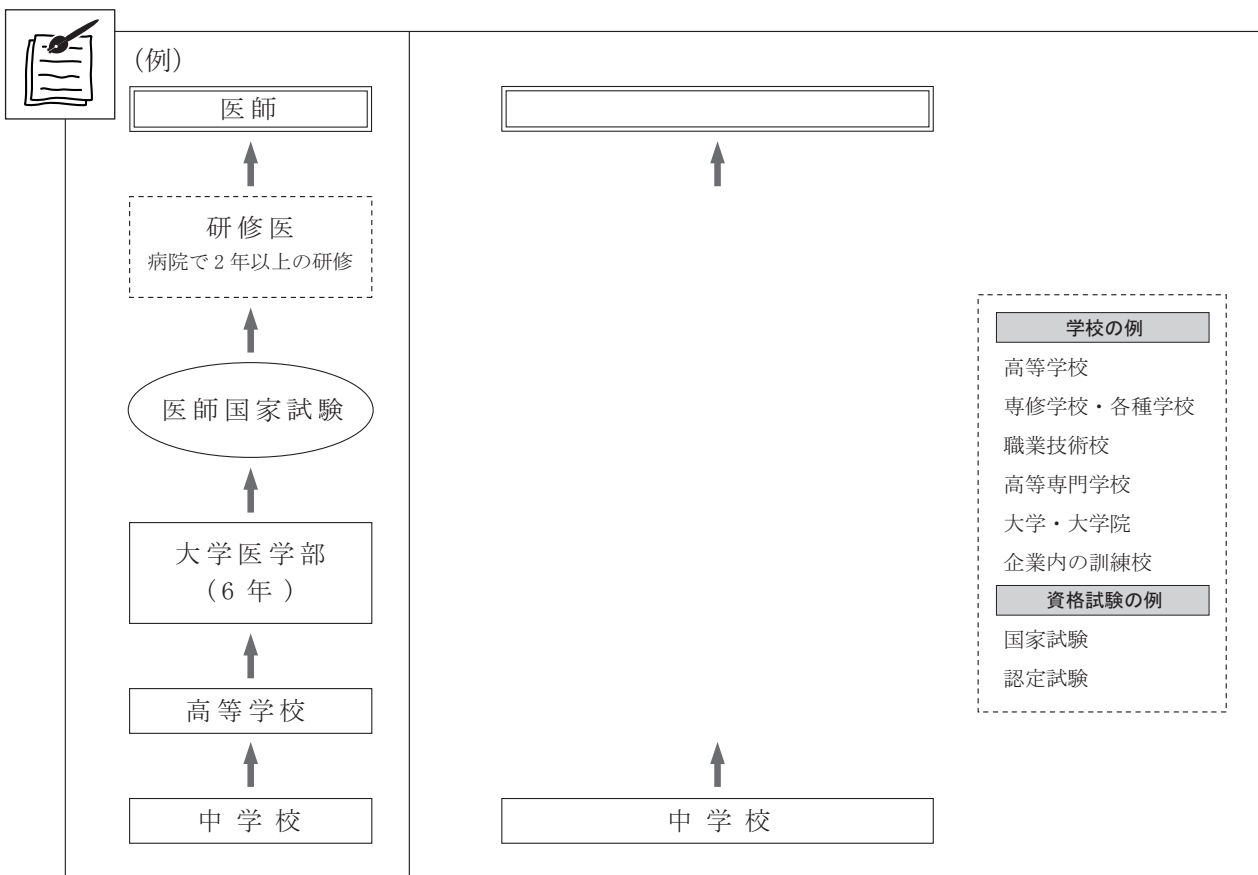 (例)
医師
研修医
病院で2年以上の研修
医師国家試験
大学医学部
(6年)
高等学校
中学校
中学校
学校の例
高等学校
専修学校・各種学校
職業技術校
高等専門学校
大学・大学院
企業内の訓練校
資格試験の例
国家試験
認定試験